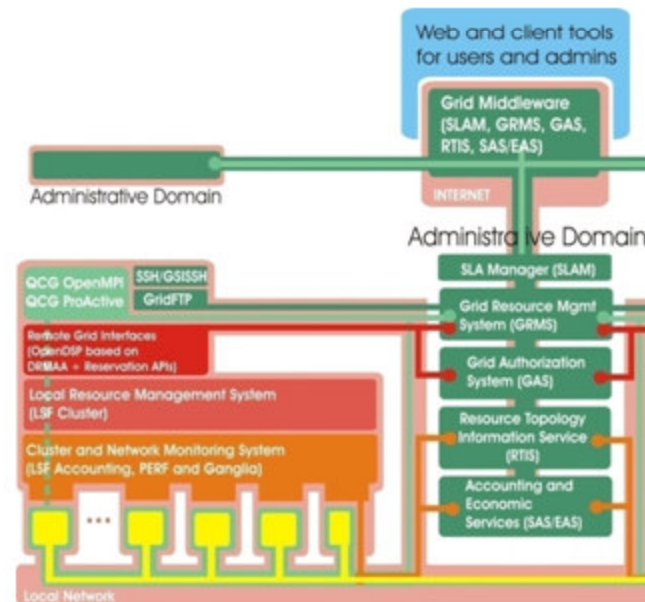 Web and client tools
for users and admins
Grid Middleware
(SLAM, GRMS, GAS,
RTIS, SAS/EAS)
INTERNET
Administrative Domain
Administrative Domain
SLA Manager (SLAM)
QCG OpenMPI
QCG ProActive
SSH/GSISSH
GridFTP
Grid Resource Mgmt
System (GRMS)
Remote Grid Interfaces
(OpenDSP based on
DRMAA + Reservation APIs)
Grid Authorization
System (GAS)
Local Resource Management System
(LSF Cluster)
Resource Topology
Information Service
(RTIS)
Cluster and Network Monitoring System
(LSF Accounting, PERF and Ganglia)
Accounting and
Economic
Services (SAS/EAS)
...
Local Network